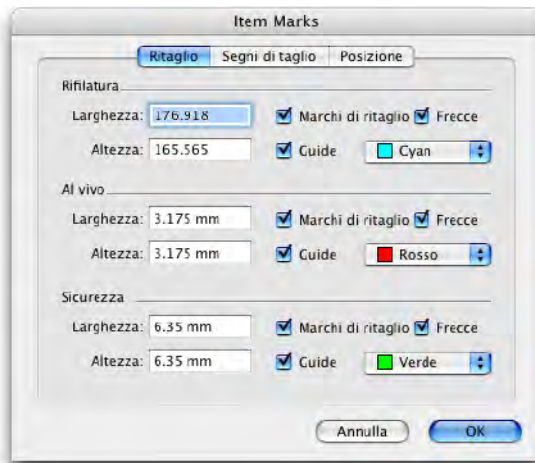 Item Marks
Ritaglio Segni di taglio Posizione
Rifilatura
Larghezza: 176.918 Marchi di ritaglio Frecce
Altezza: 165.565 Guide Cyan
Al vivo
Larghezza: 3.175 mm Marchi di ritaglio Frecce
Altezza: 3.175 mm Guide Rosso
Sicurezza
Larghezza: 6.35 mm Marchi di ritaglio Frecce
Altezza: 6.35 mm Guide Verde
Annulla OK